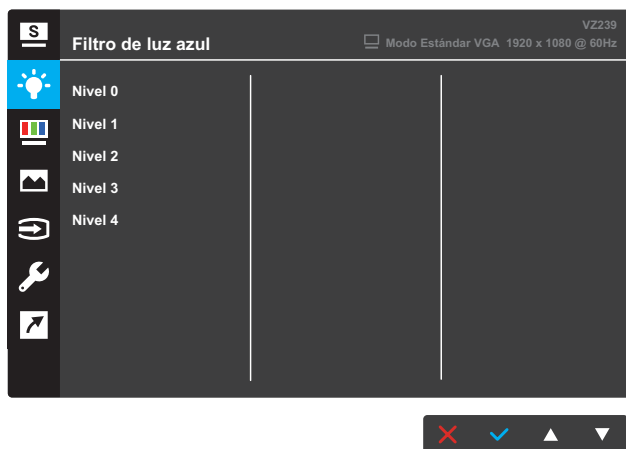 S
VZ239
Filtro de luz azul
Modo Estándar VGA 1920 x 1080 @ 60Hz
Nivel 0
Nivel 1
Nivel 2
Nivel 3
Nivel 4